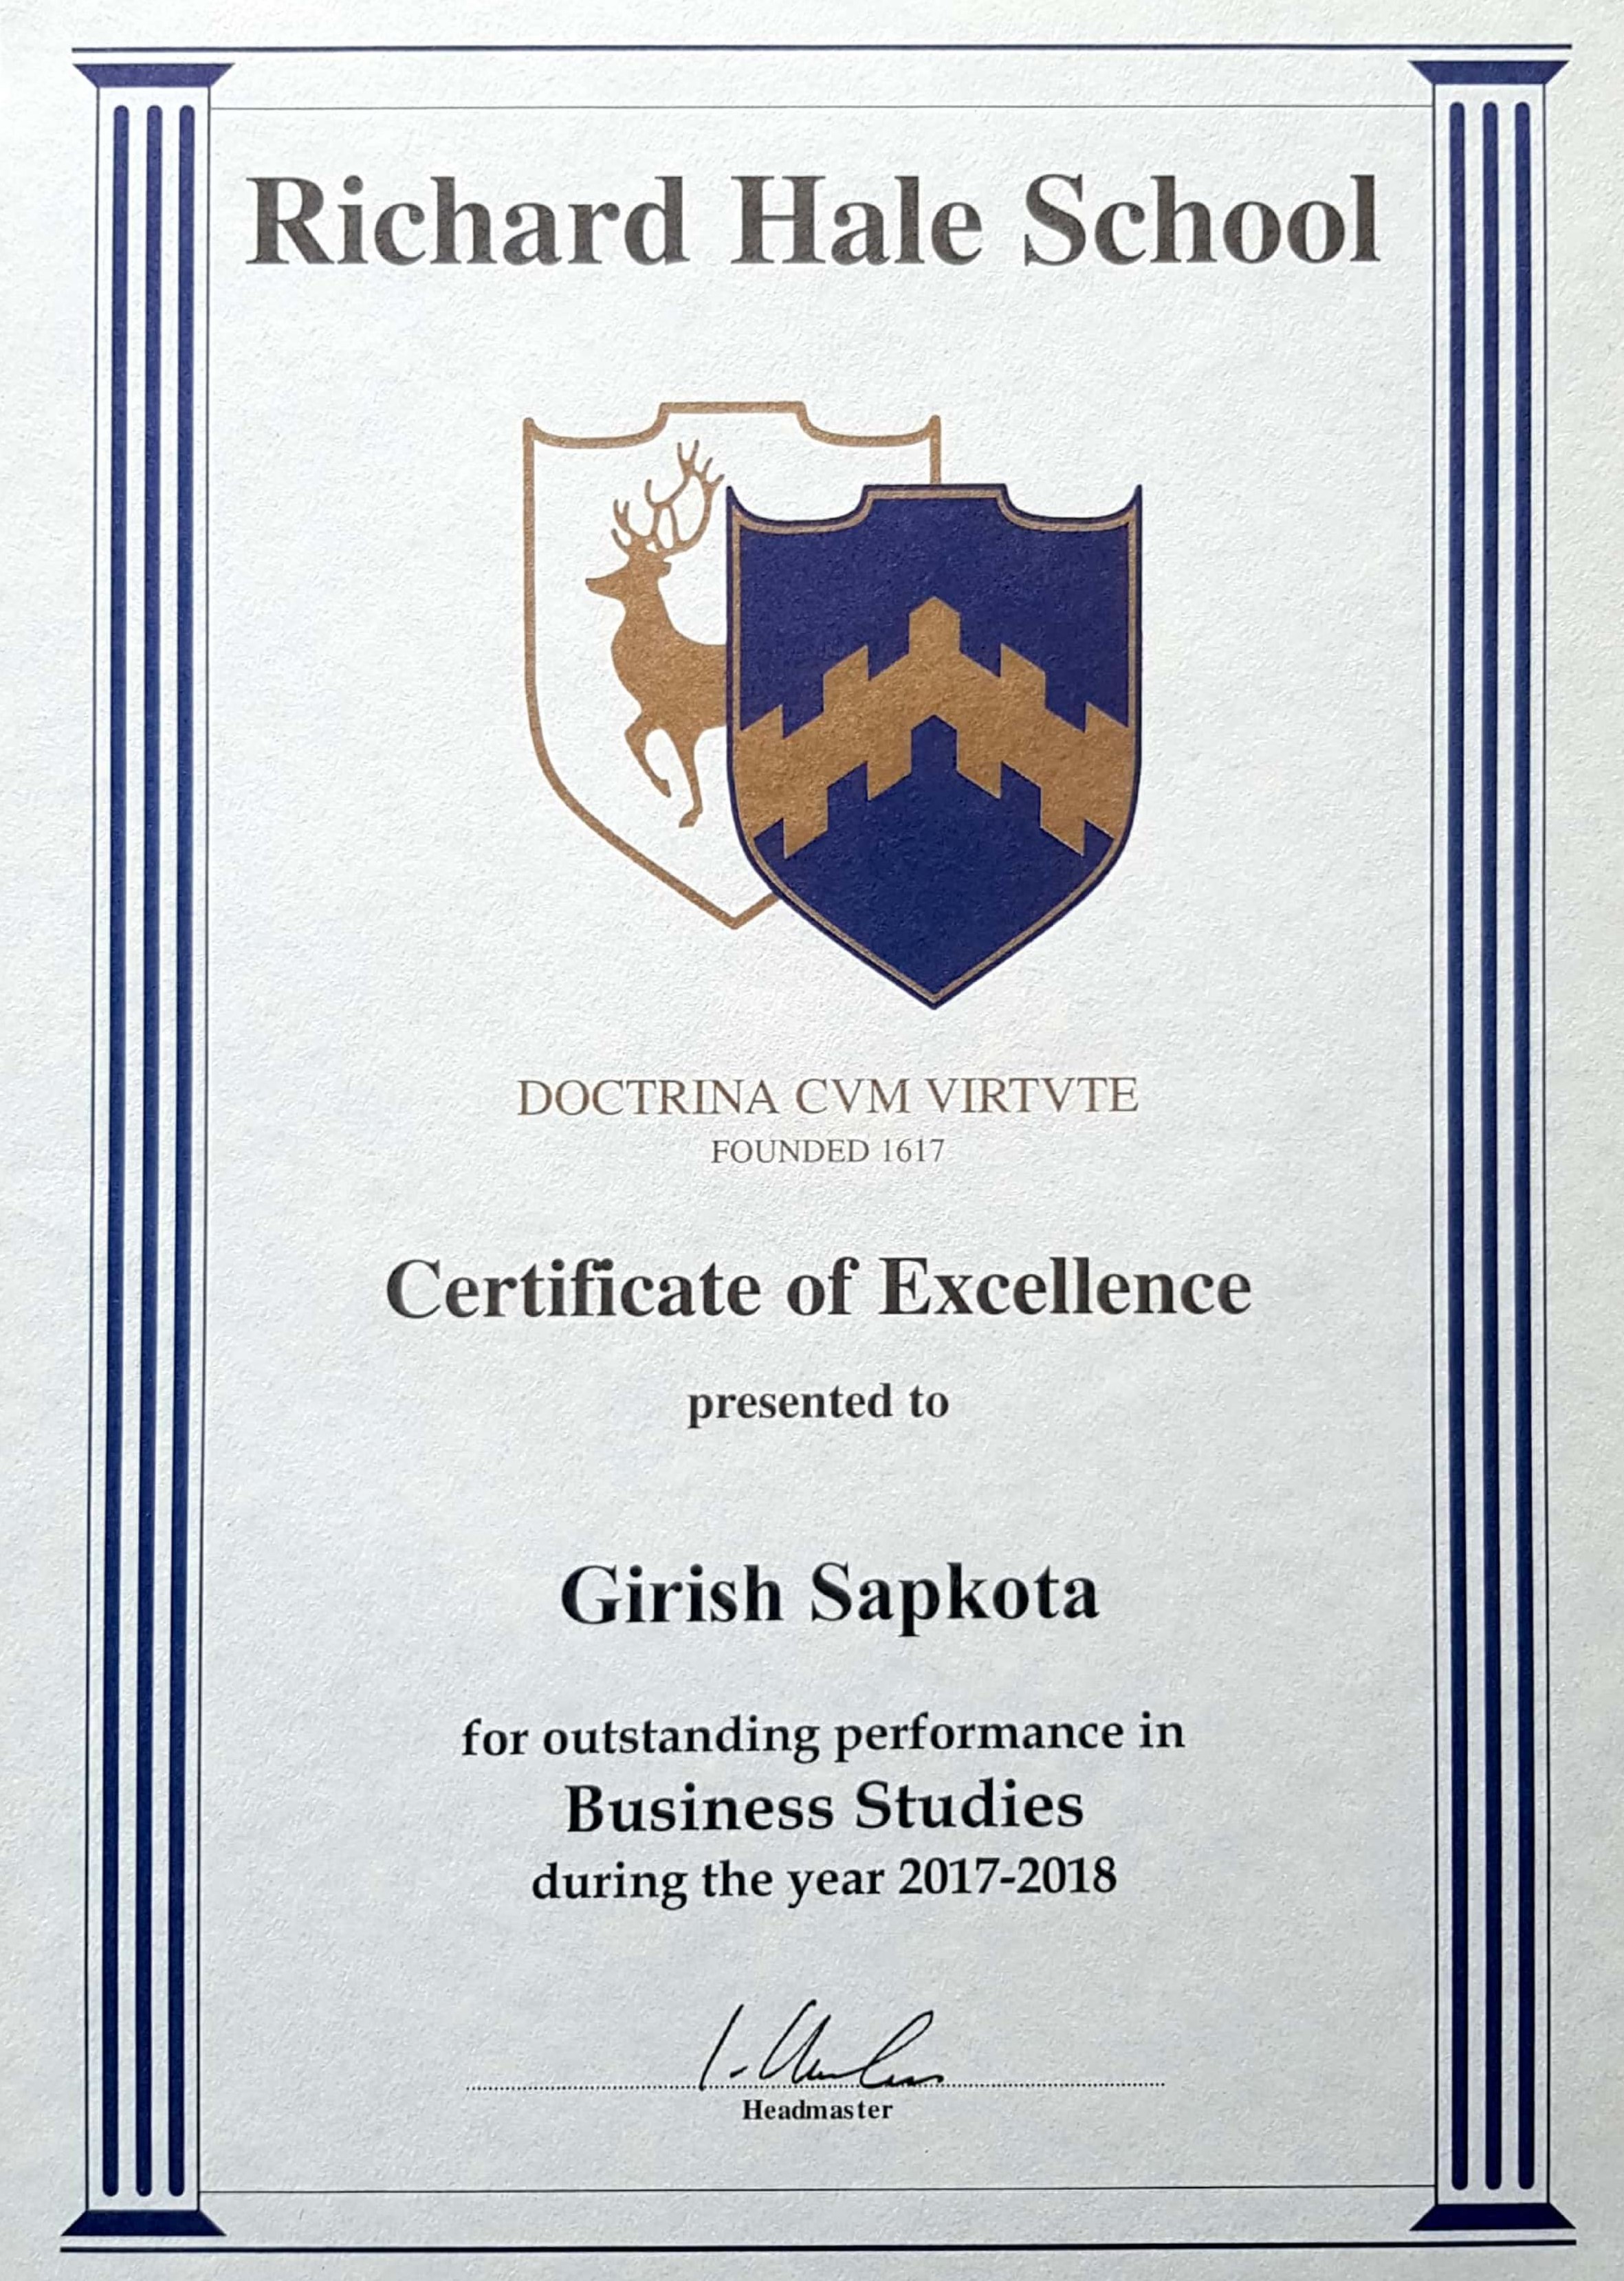 Richard Hale School
DOCTRINA CVM VIRTVTE
FOUNDED 1617
Certificate of Excellence
presented to
Girish Sapkota
for outstanding performance in
Business Studies
during the year 2017-2018
Headmaster